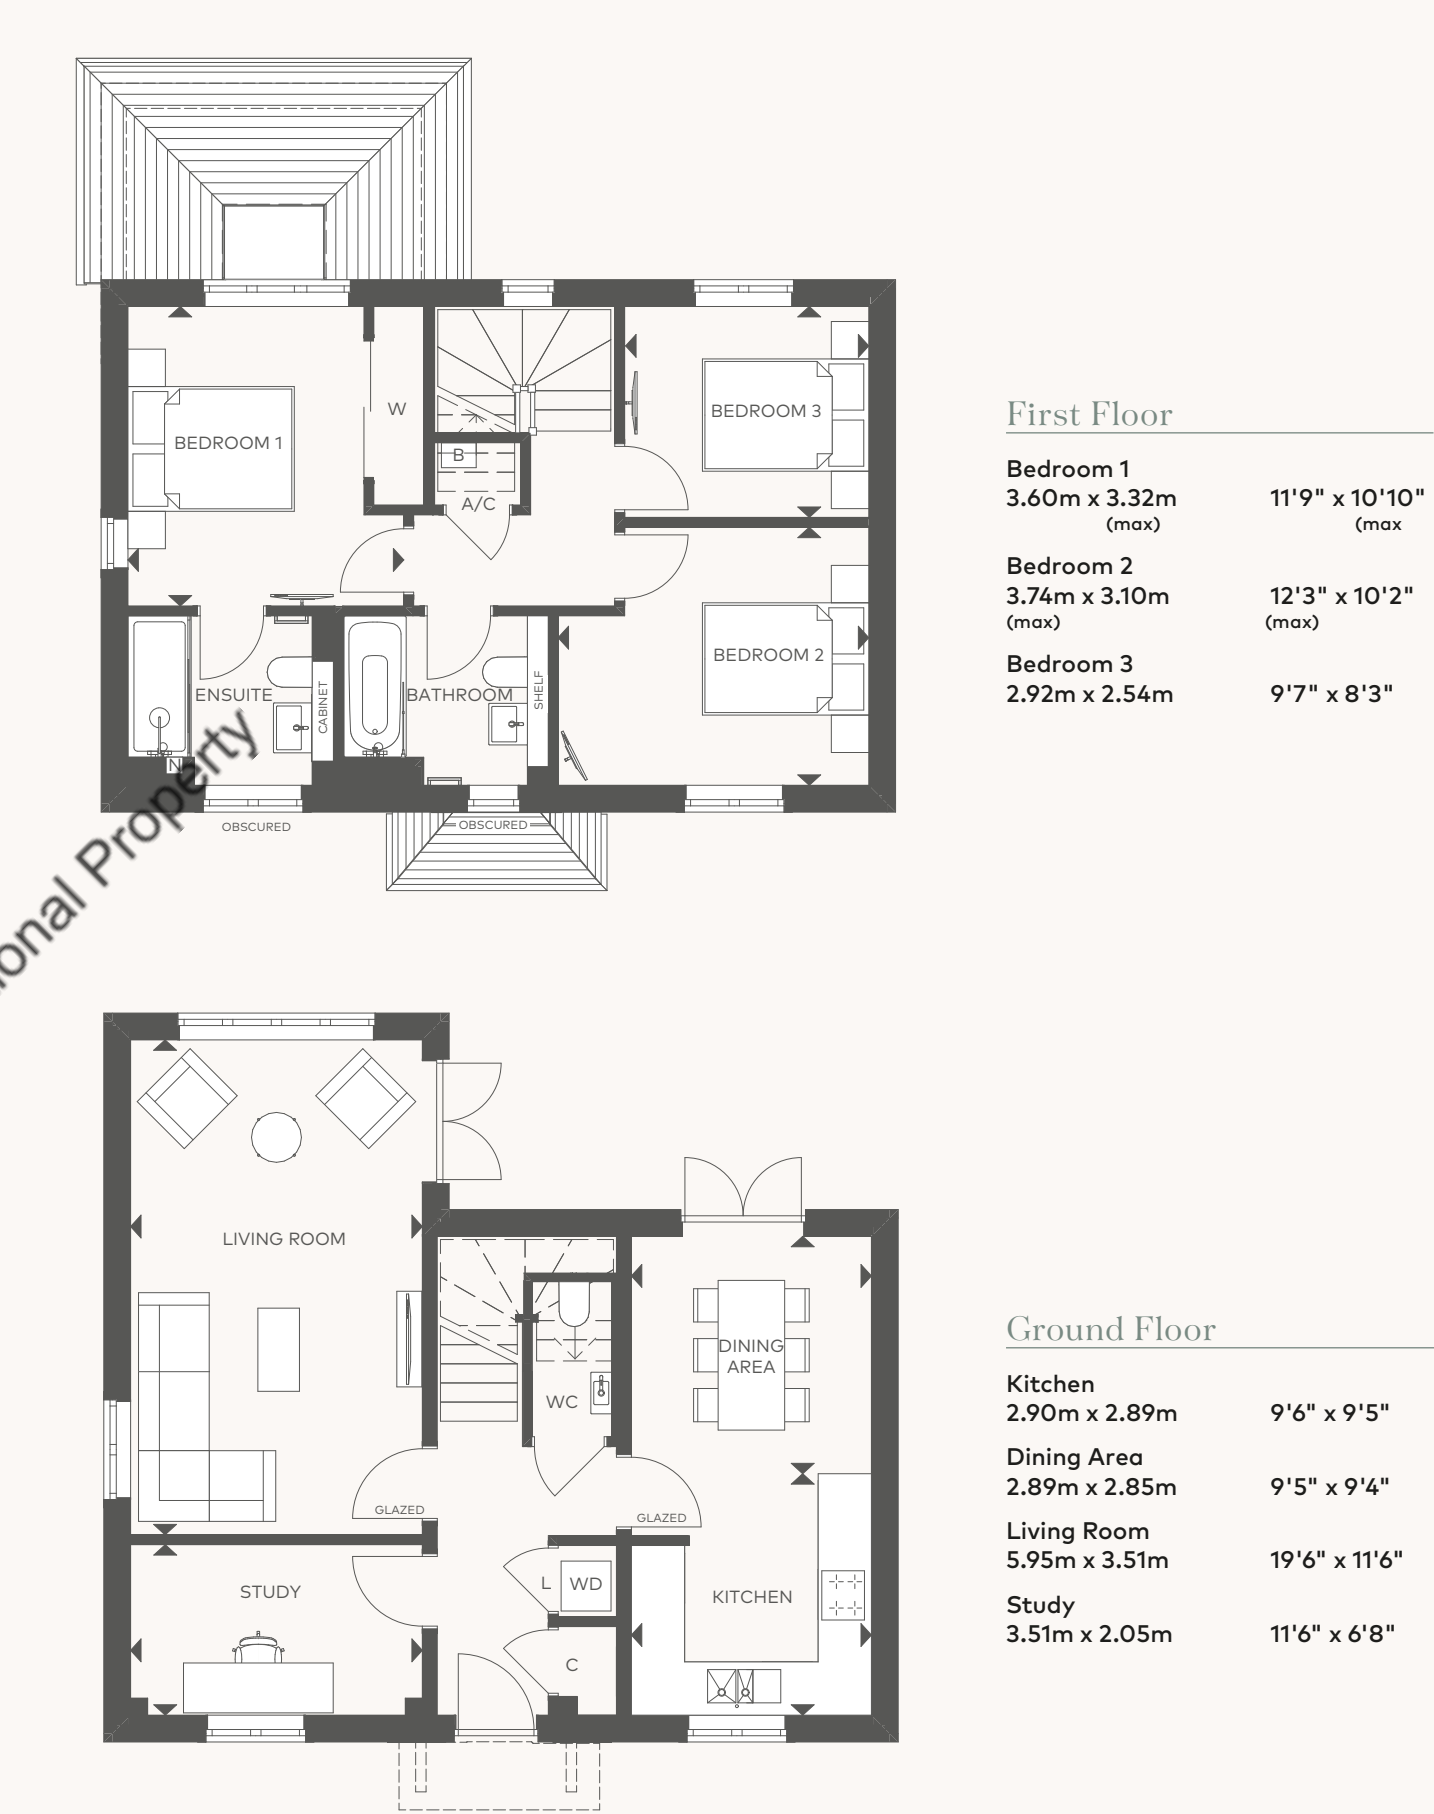 BEDROOM 1
W
B
A/C
BEDROOM 3
BEDROOM 2
ENSUITE
CABINET
BATHROOM
SHELF
N
OBSCURED
OBSCURED
Property
First Floor
Bedroom 1
3.60m x 3.32m 11'9" x 10'10"
(max) (max
Bedroom 2
3.74m x 3.10m 12'3" x 10'2"
(max) (max)
Bedroom 3
2.92m x 2.54m 9'7" x 8'3"
LIVING ROOM
DINING
AREA
WC
GLAZED
GLAZED
STUDY
L
WD
KITCHEN
C
Ground Floor
Kitchen
2.90m x 2.89m 9'6" x 9'5"
Dining Area
2.89m x 2.85m 9'5" x 9'4"
Living Room
5.95m x 3.51m 19'6" x 11'6"
Study
3.51m x 2.05m 11'6" x 6'8"